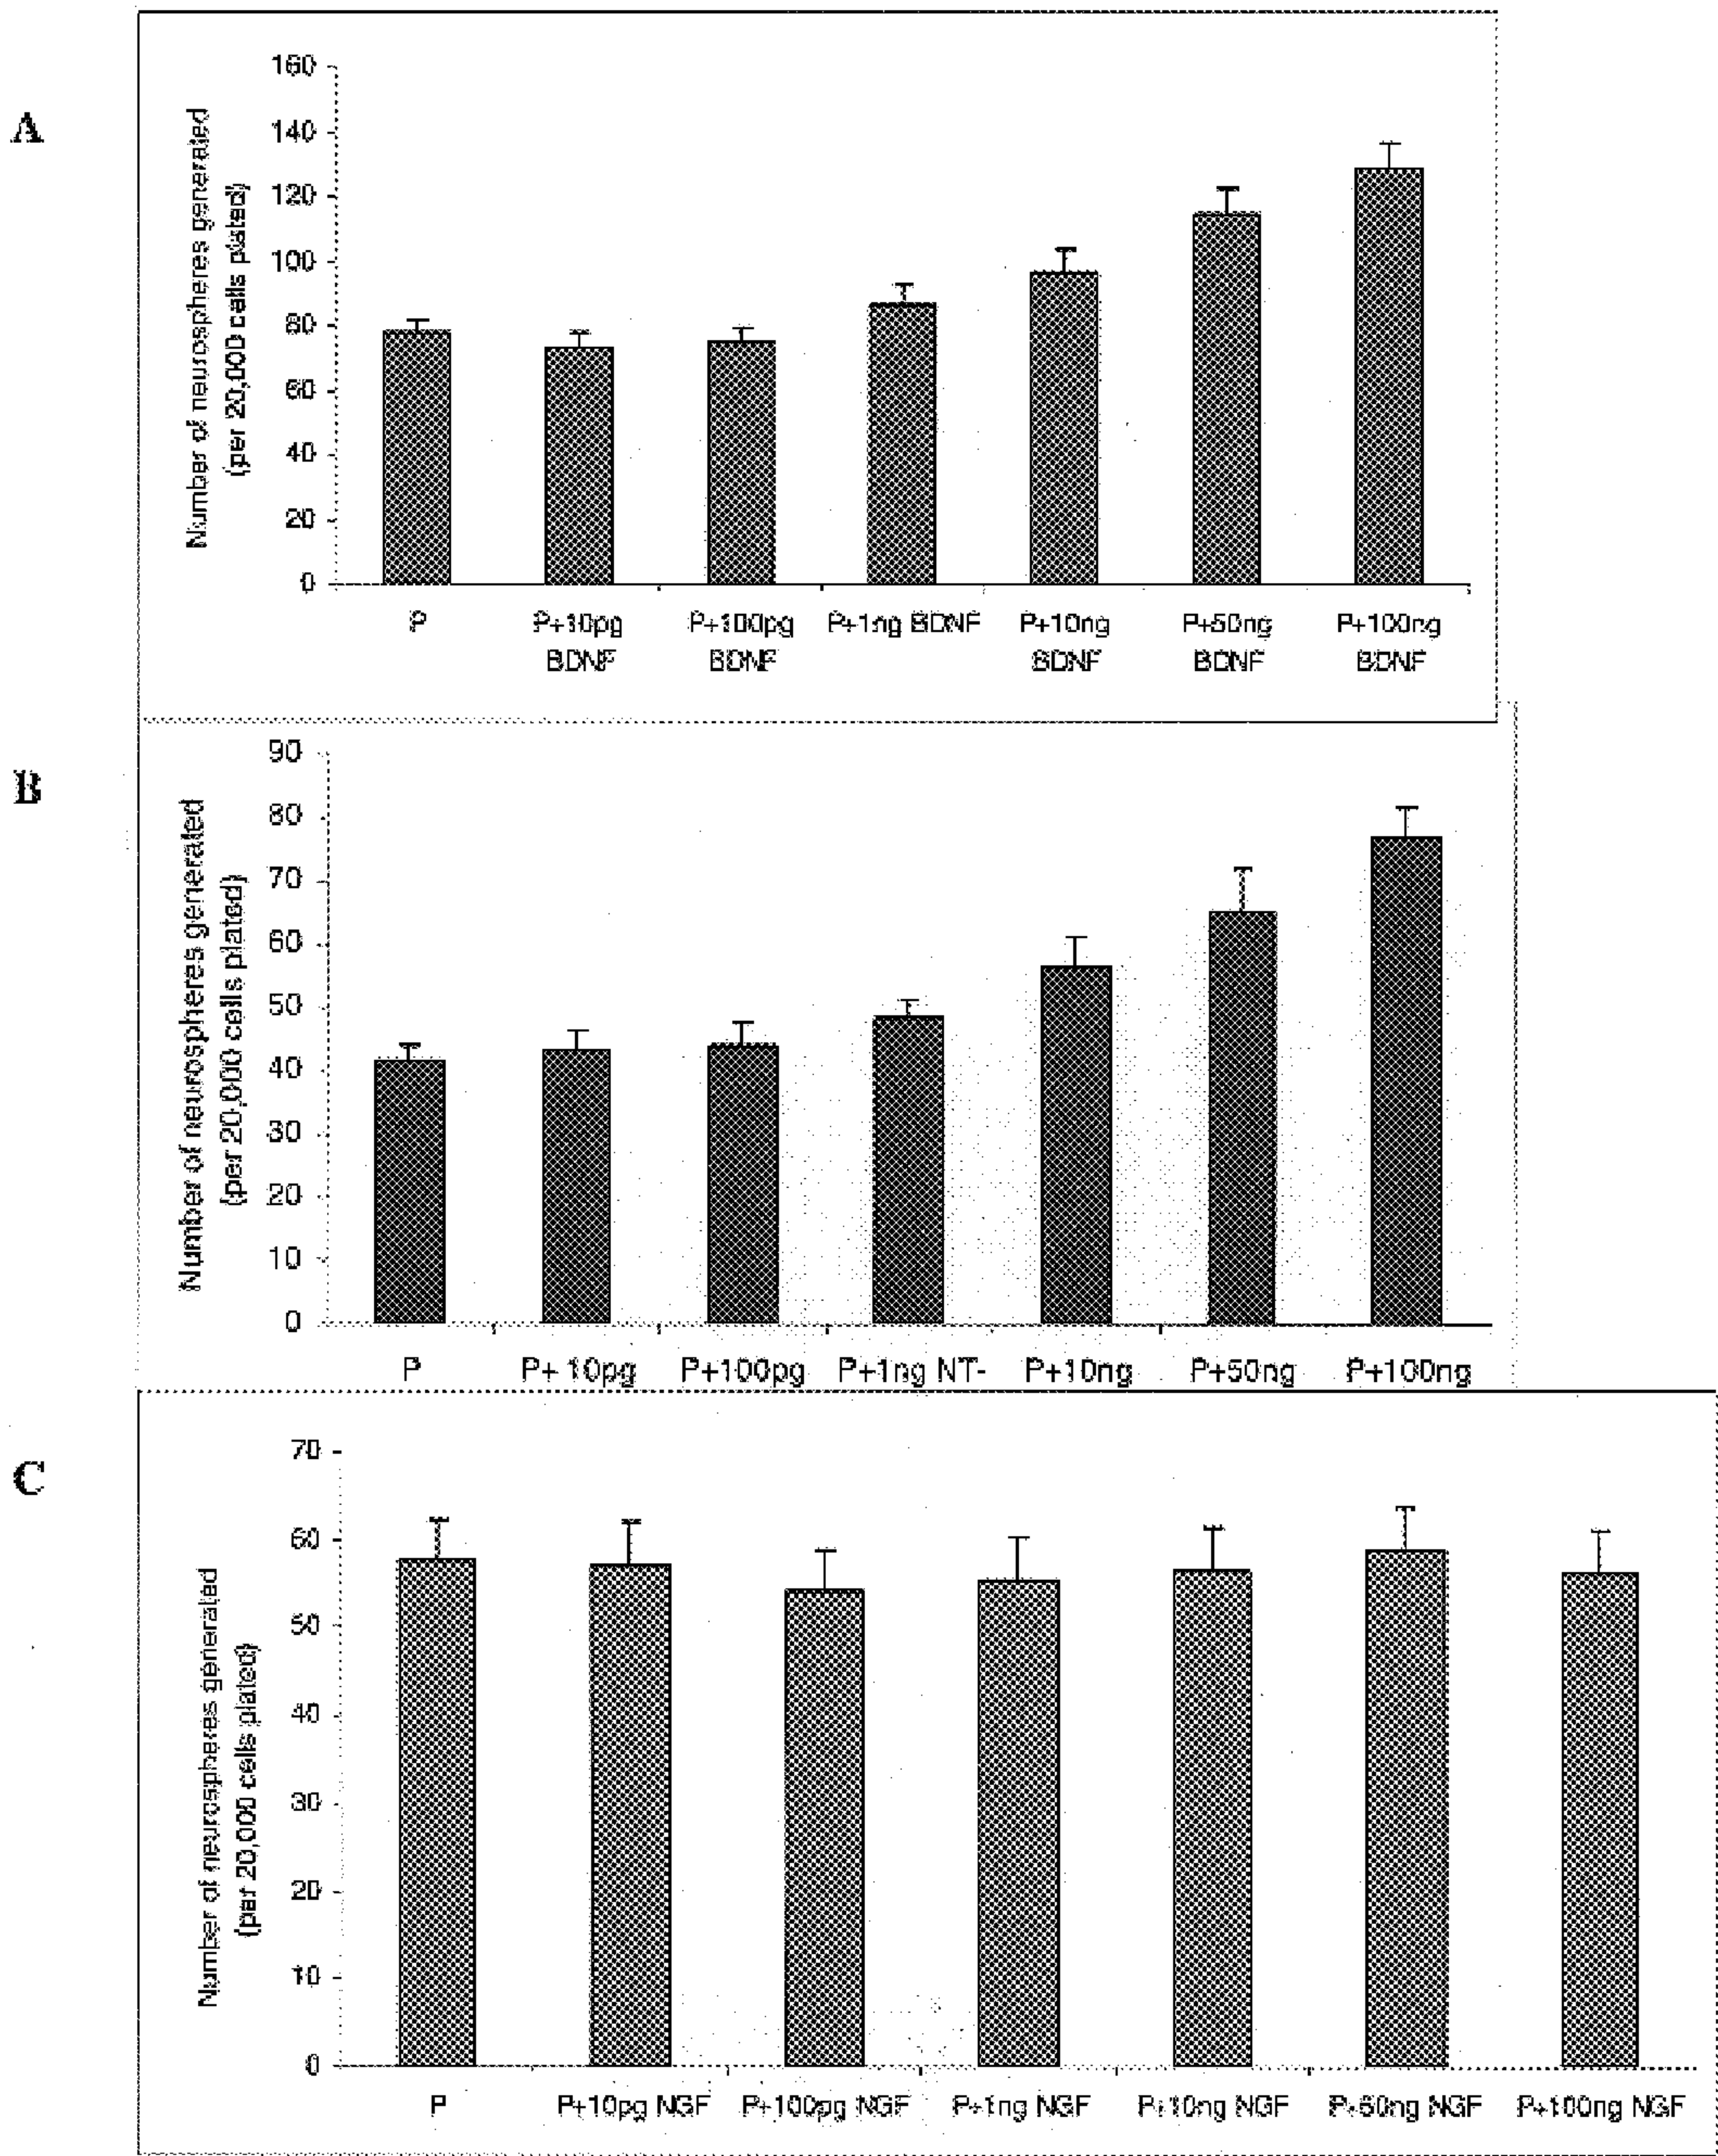 A
Number of neurospheres generated
(per 20,000 cells plated)
160
140
120
100
80
60
40
20
0
P
P+10pg
BDNF
P+100pg
BDNF
P+1ng BDNF
P+10ng
BDNF
P+50ng
BDNF
P+100ng
BDNF
B
Number of neurospheres generated
(per 20,000 cells plated)
90
80
70
60
50
40
30
20
10
0
P
P+ 10pg
P+100pg
P+1ng NT-
P+10ng
P+50ng
P+100ng
C
Number of neurospheres generated
(per 20,000 cells plated)
70
60
50
40
30
20
10
0
P
P+10pg NGF
P+100pg NGF
P+1ng NGF
P+10ng NGF
P+50ng NGF
P+100ng NGF